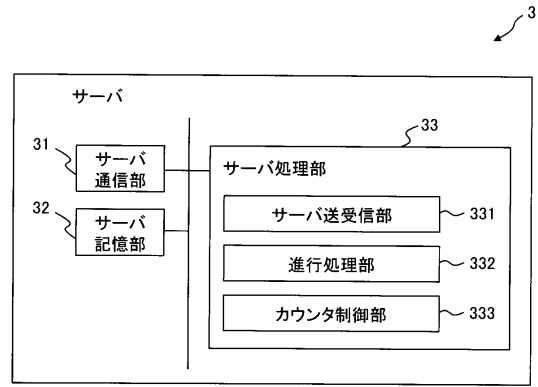 3
サーバ
31
サーバ
通信部
32
サーバ
記憶部
33
サーバ処理部
サーバ送受信部
331
進行処理部
332
カウンタ制御部
333